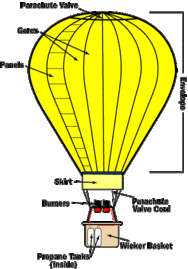 Parachute Valve
Gores
Panels
Envelope
Skirt
Burners
Parachute
Valve Cord
Wicker Basket
Propane Tanks
(Inside)